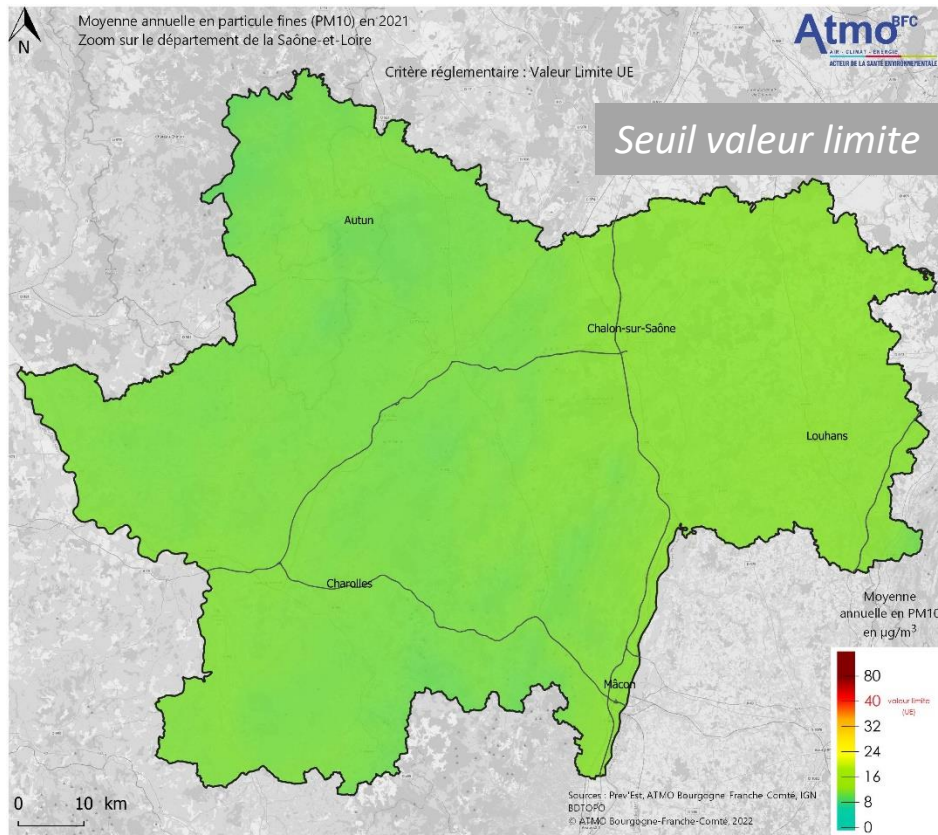 Moyenne annuelle en particule fines (PM10) en 2021
Zoom sur le département de la Saône-et-Loire
N
Atmo BFC
AIR - CLIMAT - ENERGIE
ACTEUR DE LA SANTÉ ENVIRONNEMENTALE
Critère réglementaire : Valeur Limite UE
Seuil valeur limite
Autun
Chalon-sur-Saône
Louhans
Charolles
Mâcon
Moyenne
annuelle en PM10
en µg/m³
80
40 valeur limite
(UE)
32
24
16
8
0
0 10 km
Sources : Prev'Est, ATMO Bourgogne Franche Comté, IGN
BDTOPO
© ATMO Bourgogne-Franche-Comté, 2022